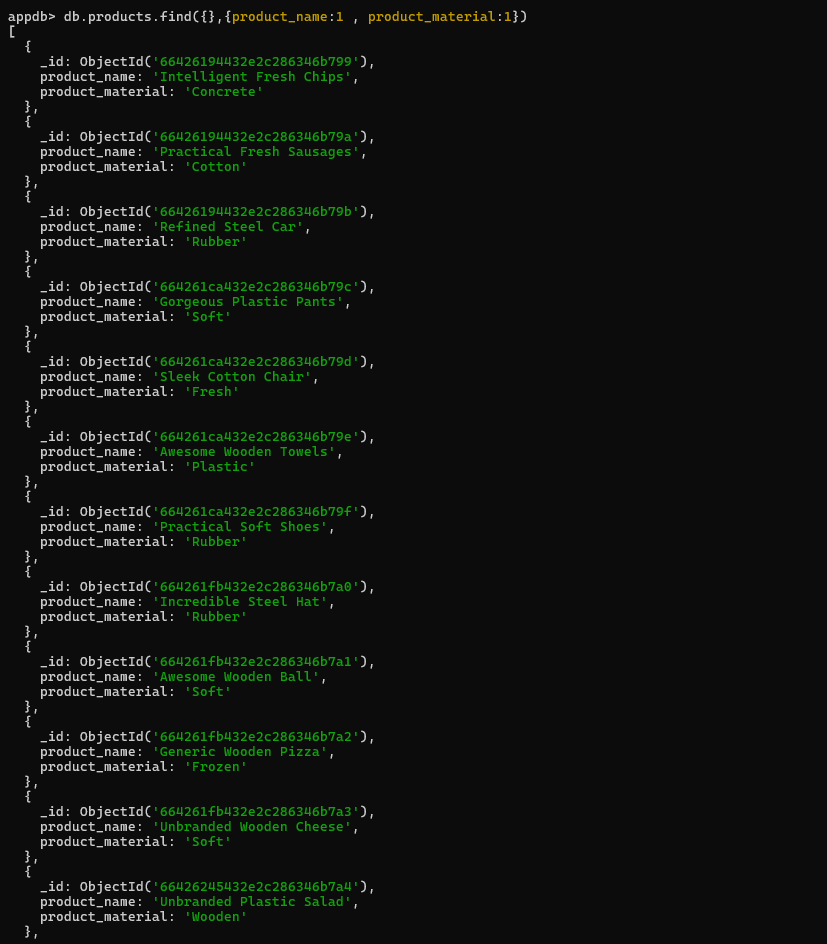 appdb> db.products.find({},{product_name:1 , product_material:1})
[
  {
    _id: ObjectId('66426194432e2c286346b799'),
    product_name: 'Intelligent Fresh Chips',
    product_material: 'Concrete'
  },
  {
    _id: ObjectId('66426194432e2c286346b79a'),
    product_name: 'Practical Fresh Sausages',
    product_material: 'Cotton'
  },
  {
    _id: ObjectId('66426194432e2c286346b79b'),
    product_name: 'Refined Steel Car',
    product_material: 'Rubber'
  },
  {
    _id: ObjectId('664261ca432e2c286346b79c'),
    product_name: 'Gorgeous Plastic Pants',
    product_material: 'Soft'
  },
  {
    _id: ObjectId('664261ca432e2c286346b79d'),
    product_name: 'Sleek Cotton Chair',
    product_material: 'Fresh'
  },
  {
    _id: ObjectId('664261ca432e2c286346b79e'),
    product_name: 'Awesome Wooden Towels',
    product_material: 'Plastic'
  },
  {
    _id: ObjectId('664261ca432e2c286346b79f'),
    product_name: 'Practical Soft Shoes',
    product_material: 'Rubber'
  },
  {
    _id: ObjectId('664261fb432e2c286346b7a0'),
    product_name: 'Incredible Steel Hat',
    product_material: 'Rubber'
  },
  {
    _id: ObjectId('664261fb432e2c286346b7a1'),
    product_name: 'Awesome Wooden Ball',
    product_material: 'Soft'
  },
  {
    _id: ObjectId('664261fb432e2c286346b7a2'),
    product_name: 'Generic Wooden Pizza',
    product_material: 'Frozen'
  },
  {
    _id: ObjectId('664261fb432e2c286346b7a3'),
    product_name: 'Unbranded Wooden Cheese',
    product_material: 'Soft'
  },
  {
    _id: ObjectId('66426245432e2c286346b7a4'),
    product_name: 'Unbranded Plastic Salad',
    product_material: 'Wooden'
  },